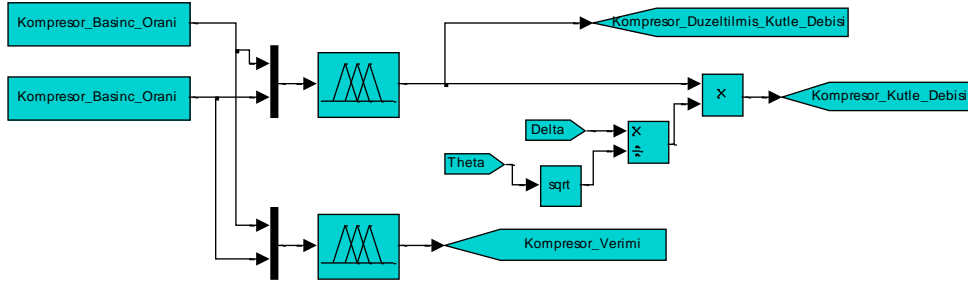 Kompresor_Basinc_Orani
Kompresor_Duzeltilmis_Kutle_Debisi
Kompresor_Basinc_Orani
×
Kompresor_Kutle_Debisi
Delta
×
÷
Theta
sqrt
Kompresor_Verimi